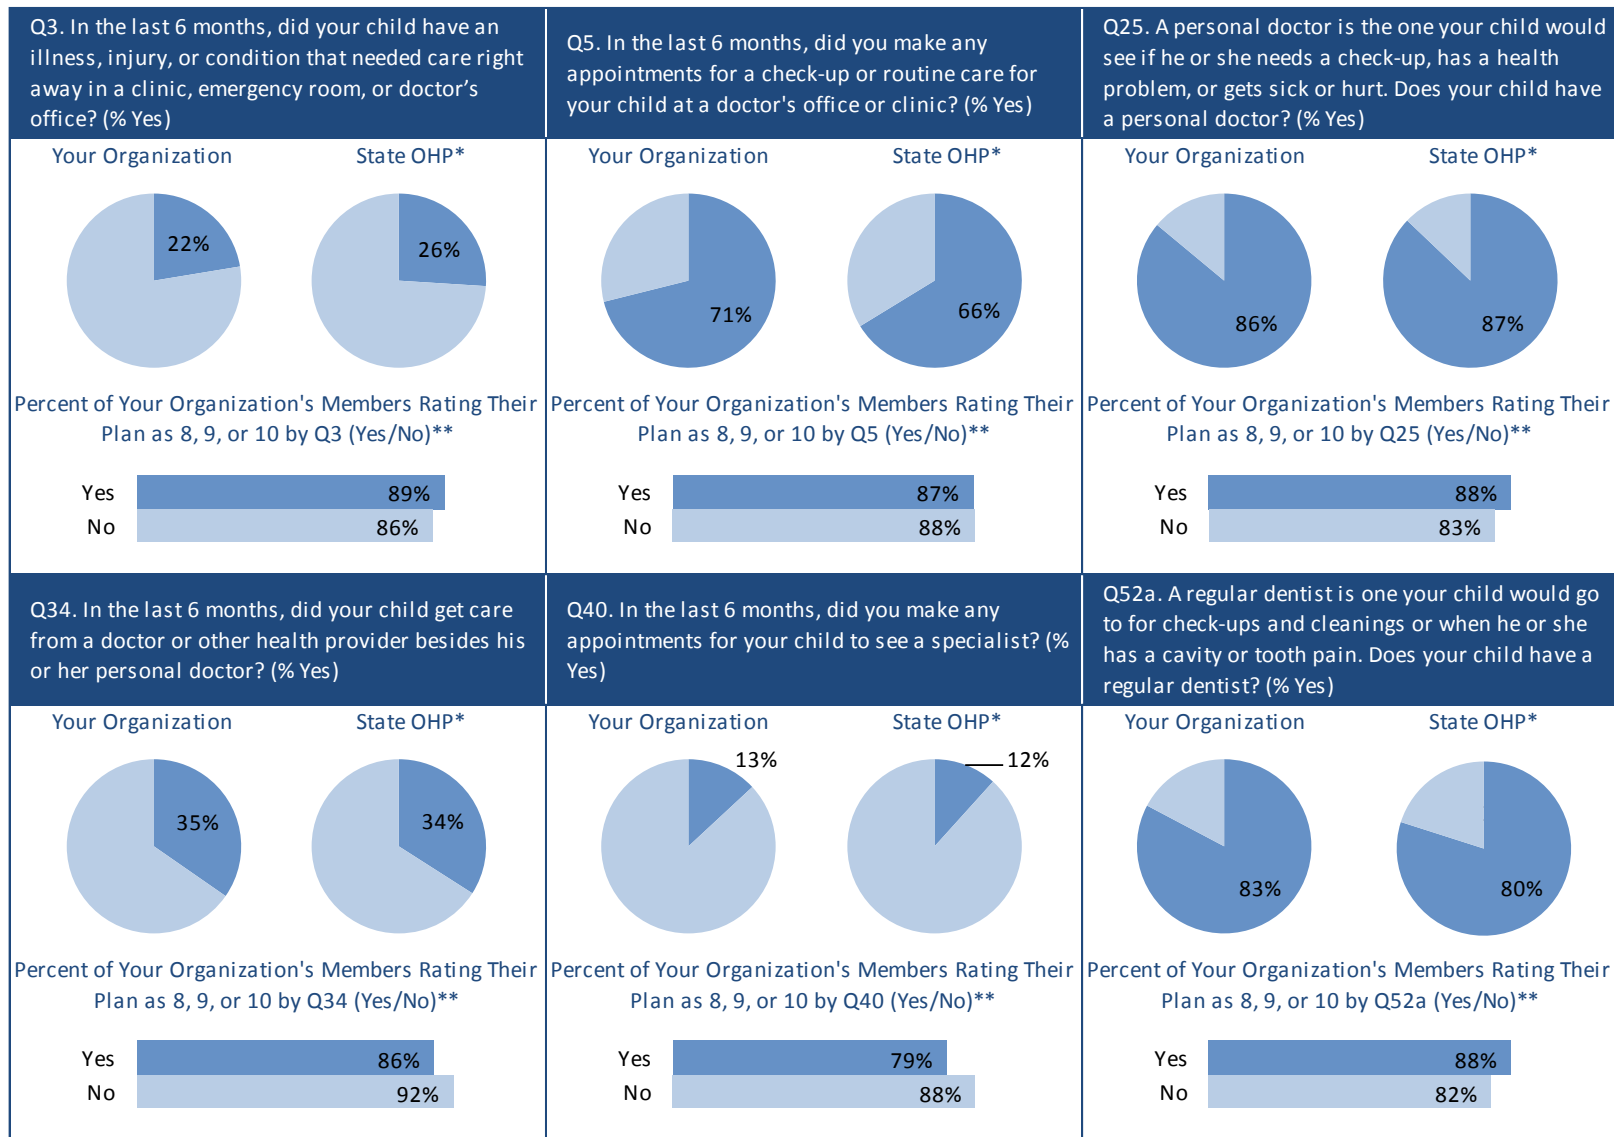 Q3. In the last 6 months, did your child have an
illness, injury, or condition that needed care right
away in a clinic, emergency room, or doctor's
office? (% Yes)
Your Organization
State OHP*
22%
26%
Percent of Your Organization's Members Rating Their
Plan as 8, 9, or 10 by Q3 (Yes/No)**
Yes
89%
No
86%
Q5. In the last 6 months, did you make any
appointments for a check-up or routine care for
your child at a doctor's office or clinic? (% Yes)
Your Organization
State OHP*
71%
66%
Percent of Your Organization's Members Rating Their
Plan as 8, 9, or 10 by Q5 (Yes/No)**
Yes
87%
No
88%
Q25. A personal doctor is the one your child would
see if he or she needs a check-up, has a health
problem, or gets sick or hurt. Does your child have
a personal doctor? (% Yes)
Your Organization
State OHP*
86%
87%
Percent of Your Organization's Members Rating Their
Plan as 8, 9, or 10 by Q25 (Yes/No)**
Yes
88%
No
83%
Q34. In the last 6 months, did your child get care
from a doctor or other health provider besides his
or her personal doctor? (% Yes)
Your Organization
State OHP*
35%
34%
Percent of Your Organization's Members Rating Their
Plan as 8, 9, or 10 by Q34 (Yes/No)**
Yes
86%
No
92%
Q40. In the last 6 months, did you make any
appointments for your child to see a specialist? (%
Yes)
Your Organization
State OHP*
13%
12%
Percent of Your Organization's Members Rating Their
Plan as 8, 9, or 10 by Q40 (Yes/No)**
Yes
79%
No
88%
Q52a. A regular dentist is one your child would go
to for check-ups and cleanings or when he or she
has a cavity or tooth pain. Does your child have a
regular dentist? (% Yes)
Your Organization
State OHP*
83%
80%
Percent of Your Organization's Members Rating Their
Plan as 8, 9, or 10 by Q52a (Yes/No)**
Yes
88%
No
82%